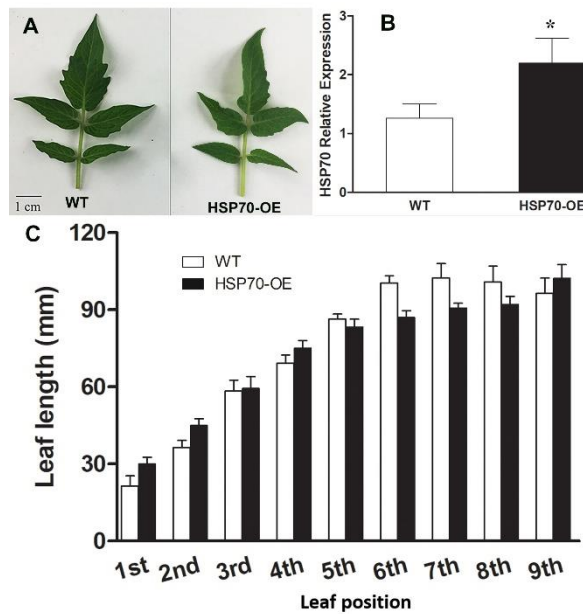 A
WT
HSP70-OE
1 cm
B
HSP70 Relative Expression
3
2
1
0
*
WT
HSP70-OE
C
WT
HSP70-OE
Leaf length (mm)
120
90
60
30
0
1st 2nd 3rd 4th 5th 6th 7th 8th 9th
Leaf position